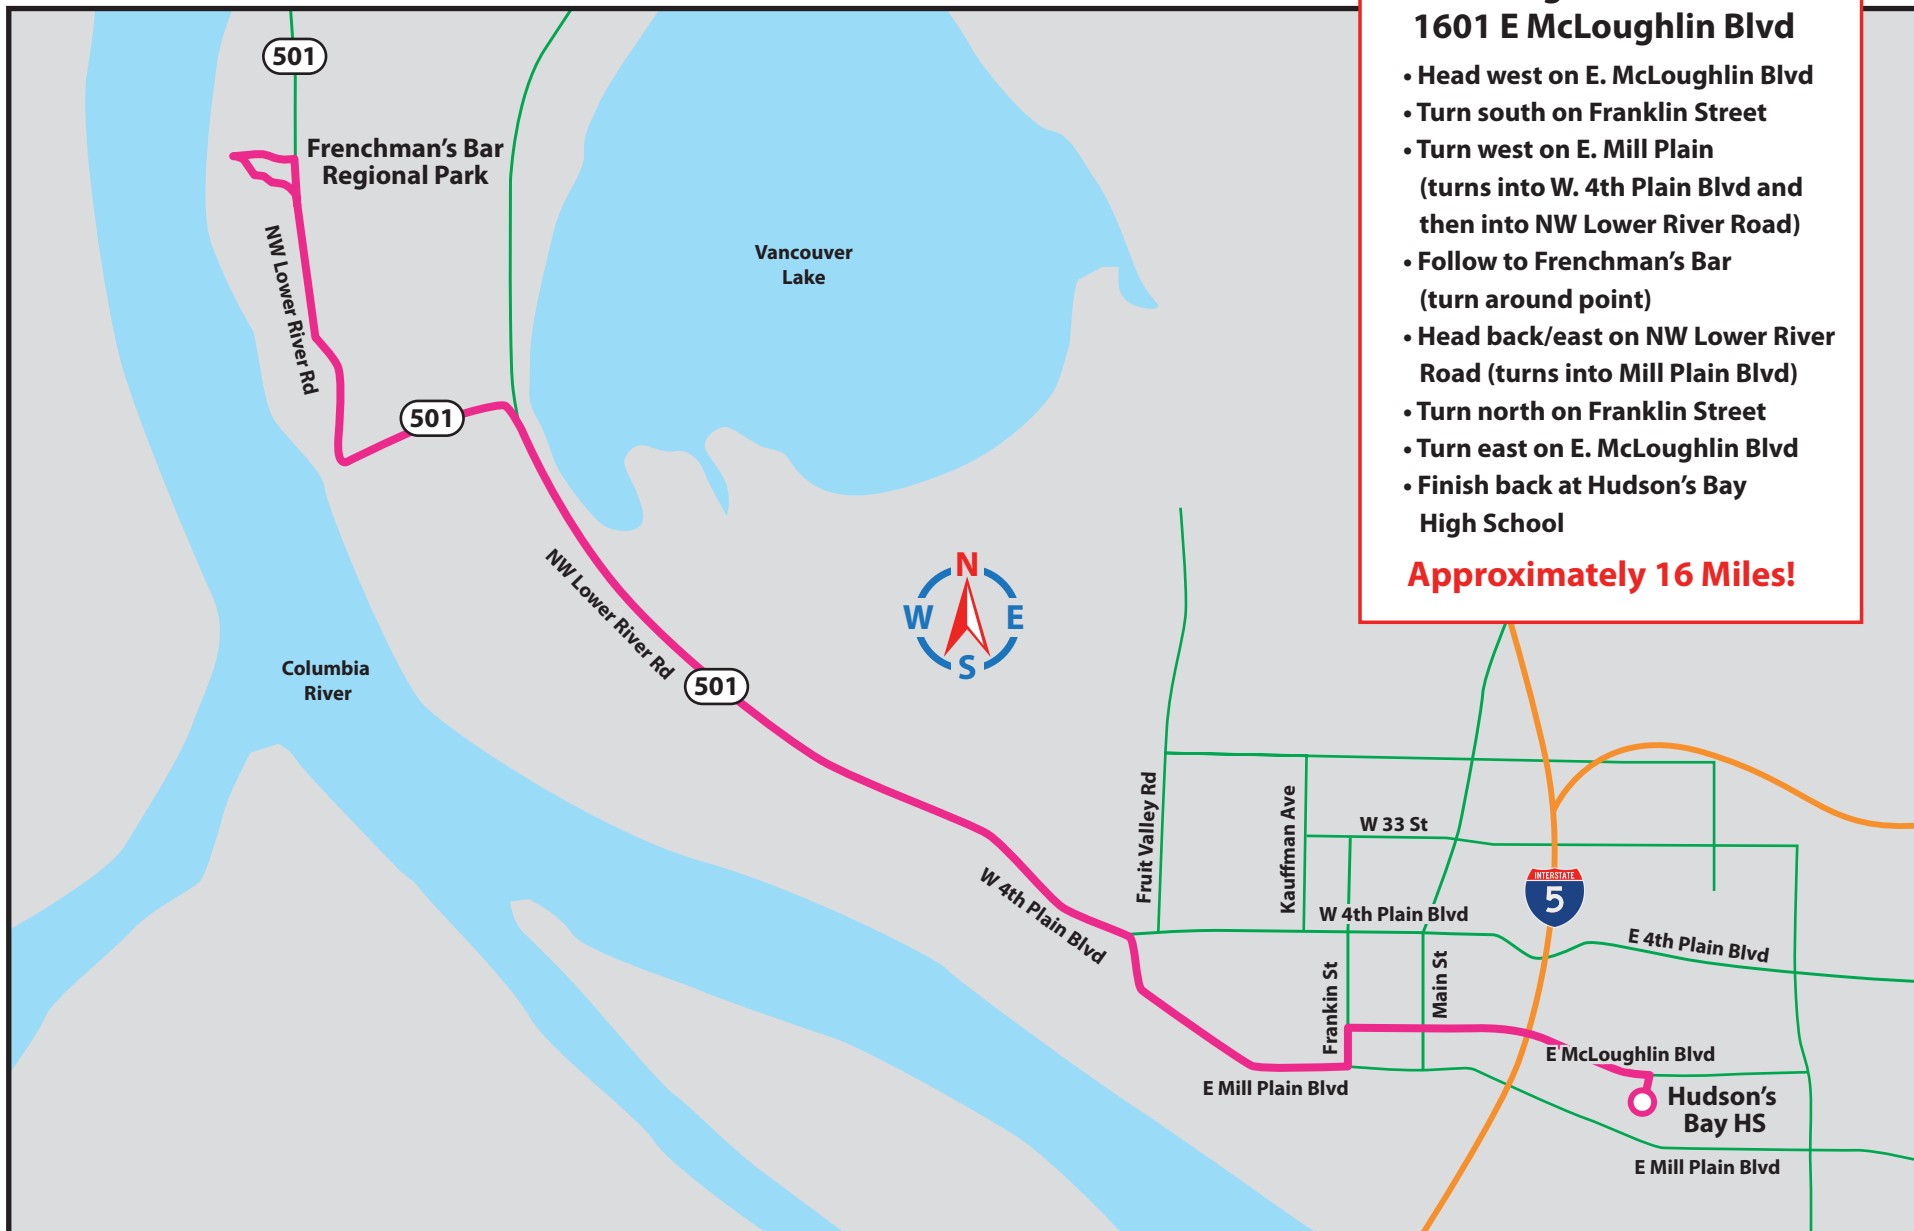 1601 E McLoughlin Blvd
• Head west on E. McLoughlin Blvd
• Turn south on Franklin Street
• Turn west on E. Mill Plain
(turns into W. 4th Plain Blvd and
then into NW Lower River Road)
• Follow to Frenchman's Bar
(turn around point)
• Head back/east on NW Lower River
Road (turns into Mill Plain Blvd)
• Turn north on Franklin Street
• Turn east on E. McLoughlin Blvd
• Finish back at Hudson's Bay
High School
Approximately 16 Miles!
501
Frenchman's Bar
Regional Park
NW Lower River Rd
Vancouver
Lake
501
NW Lower River Rd
N
W
E
S
Columbia
River
501
Fruit Valley Rd
Kauffman Ave
W 33 St
INTERSTATE
5
W 4th Plain Blvd
W 4th Plain Blvd
E 4th Plain Blvd
Frankin St
Main St
E McLoughlin Blvd
E Mill Plain Blvd
Hudson's
Bay HS
E Mill Plain Blvd